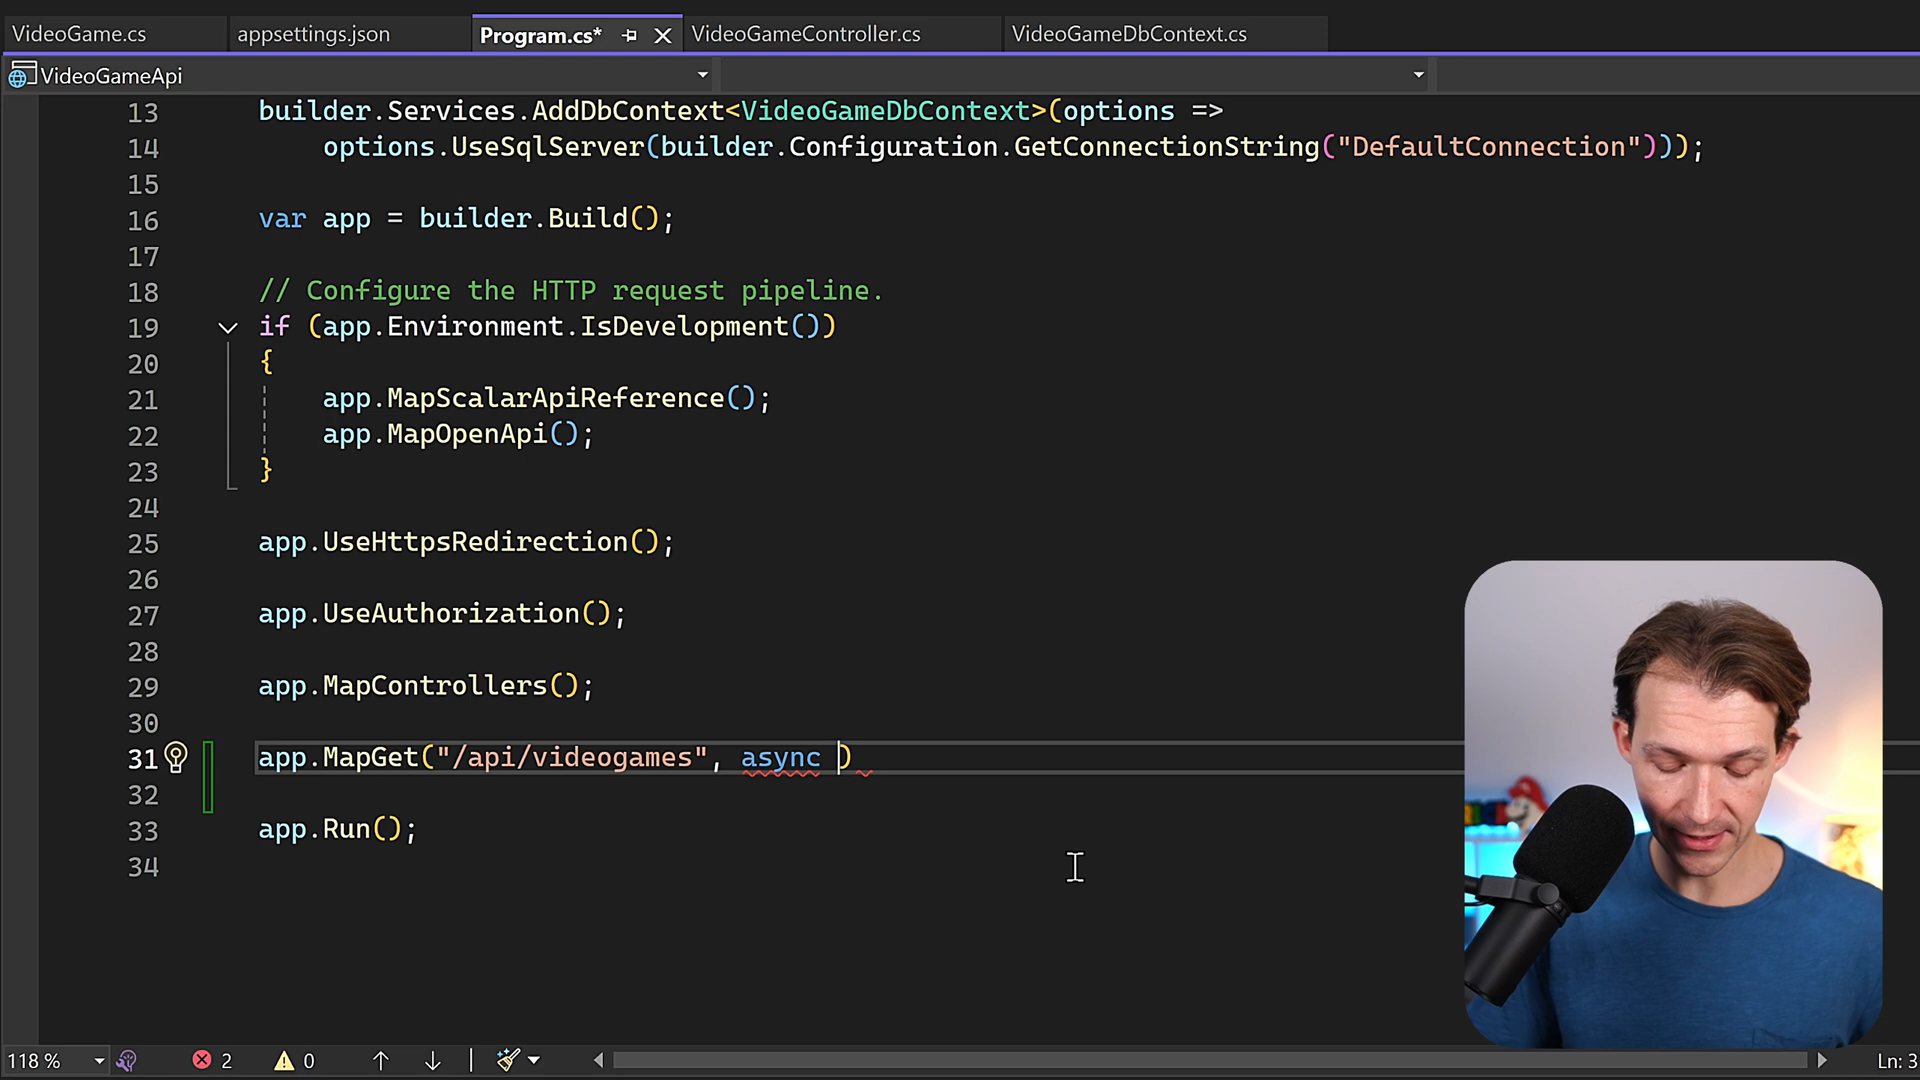 VideoGame.cs appsettings.json Program.cs* VideoGameController.cs VideoGameDbContext.cs
VideoGameApi
13 builder.Services.AddDbContext<VideoGameDbContext>(options =>
14 options.UseSqlServer(builder.Configuration.GetConnectionString("DefaultConnection")));
15
16 var app = builder.Build();
17
18 // Configure the HTTP request pipeline.
19 if (app.Environment.IsDevelopment())
20 {
21 app.MapScalarApiReference();
22 app.MapOpenApi();
23 }
24
25 app.UseHttpsRedirection();
26
27 app.UseAuthorization();
28
29 app.MapControllers();
30
31 app.MapGet("/api/videogames", async )
32
33 app.Run();
34
118 % 2 0 Ln: 3